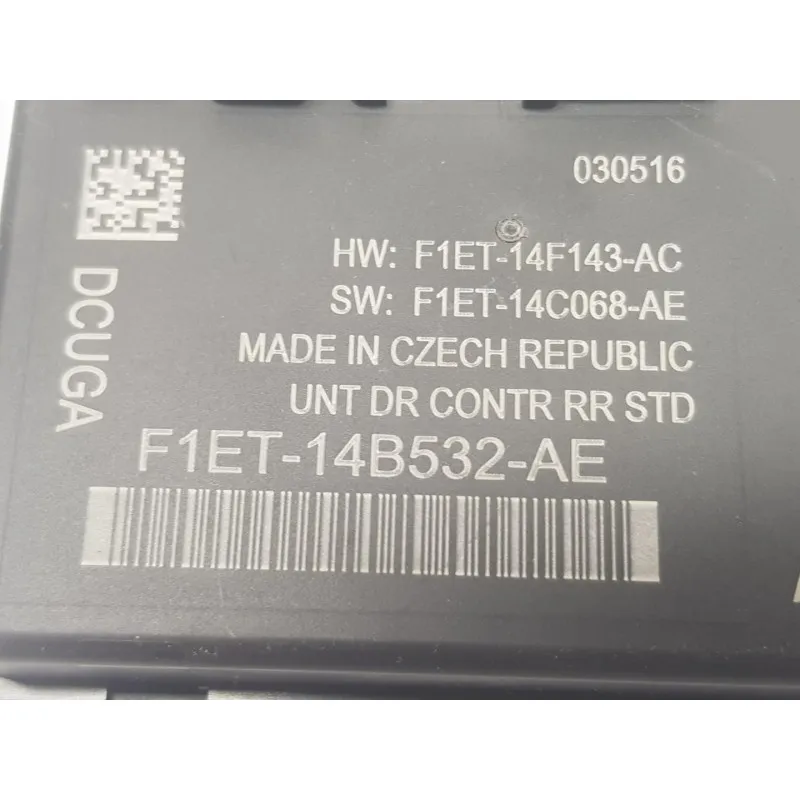 030516
HW: F1ET-14F143-AC
SW: F1ET-14C068-AE
MADE IN CZECH REPUBLIC
UNT DR CONTR RR STD
DCUGA
F1ET-14B532-AE